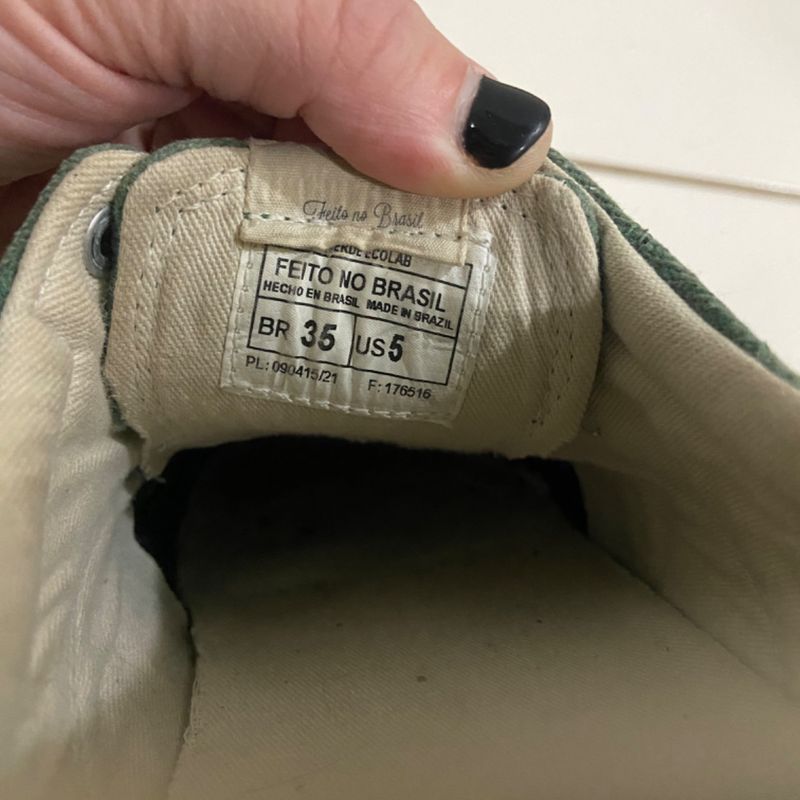 Feito no Brasil
ECOLAB
FEITO NO BRASIL
HECHO EN BRASIL MADE IN BRAZIL
BR 35 US 5
PL: 090415/21 F: 176516